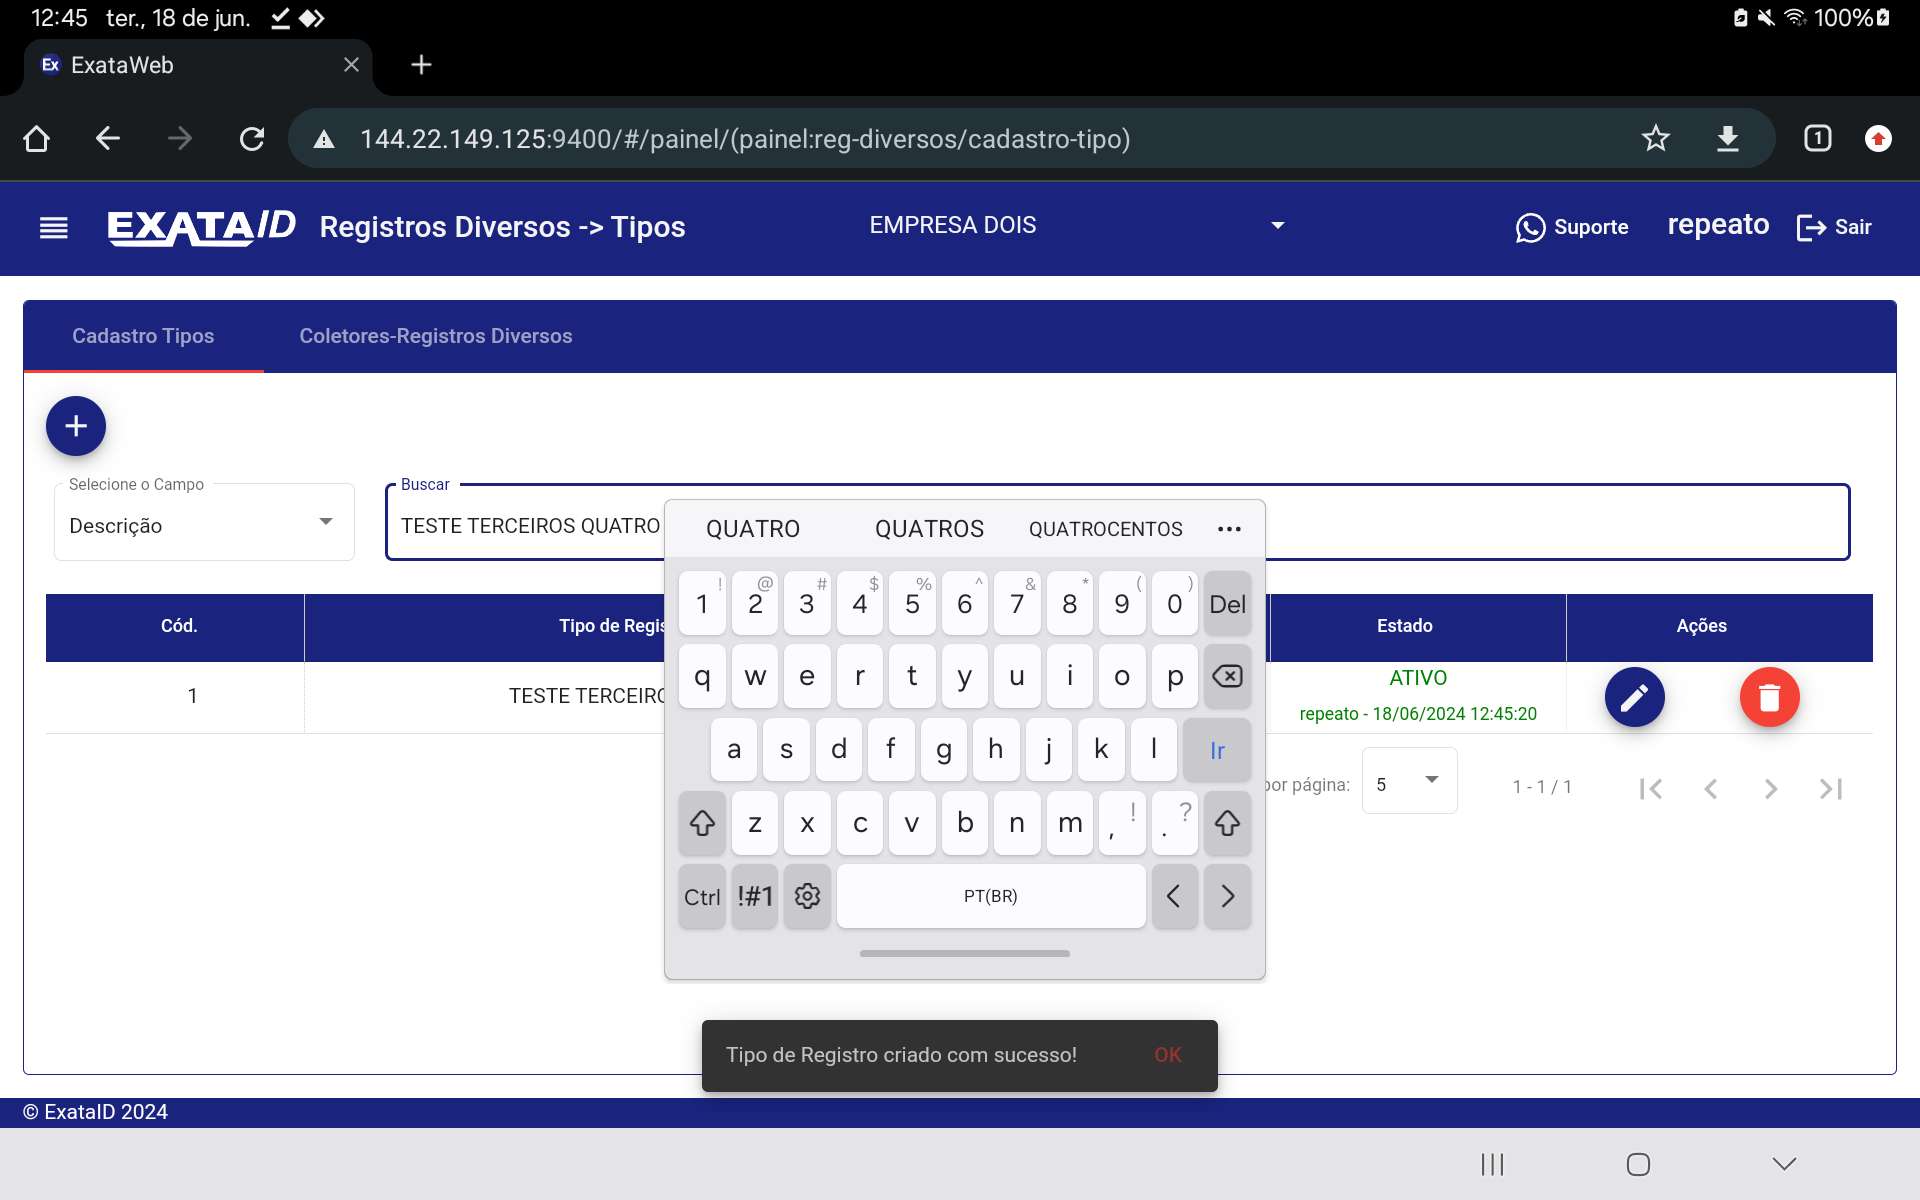 12:45 ter., 18 de jun. 100%
Ex ExataWeb
144.22.149.125:9400/#/painel/(painel:reg-diversos/cadastro-tipo) 1
EXATA/ID Registros Diversos -> Tipos EMPRESA DOIS Suporte repeato Sair
Cadastro Tipos Coletores-Registros Diversos
+
Selecione o Campo Buscar
Descrição TESTE TERCEIROS QUATRO
QUATRO QUATROS QUATROCENTOS •••
Cód. Tipo de Regis Estado Ações
1 TESTE TERCEIRO ATIVO
repeato - 18/06/2024 12:45:20
por página: 5 1 - 1 / 1
! @ # $ % ^ & * ( )
1 2 3 4 5 6 7 8 9 0 Del
q w e r t y u i o p
a s d f g h j k l Ir
z x c v b n m , ! . ?
Ctrl !#1 PT(BR) < >
Tipo de Registro criado com sucesso! OK
© ExataID 2024